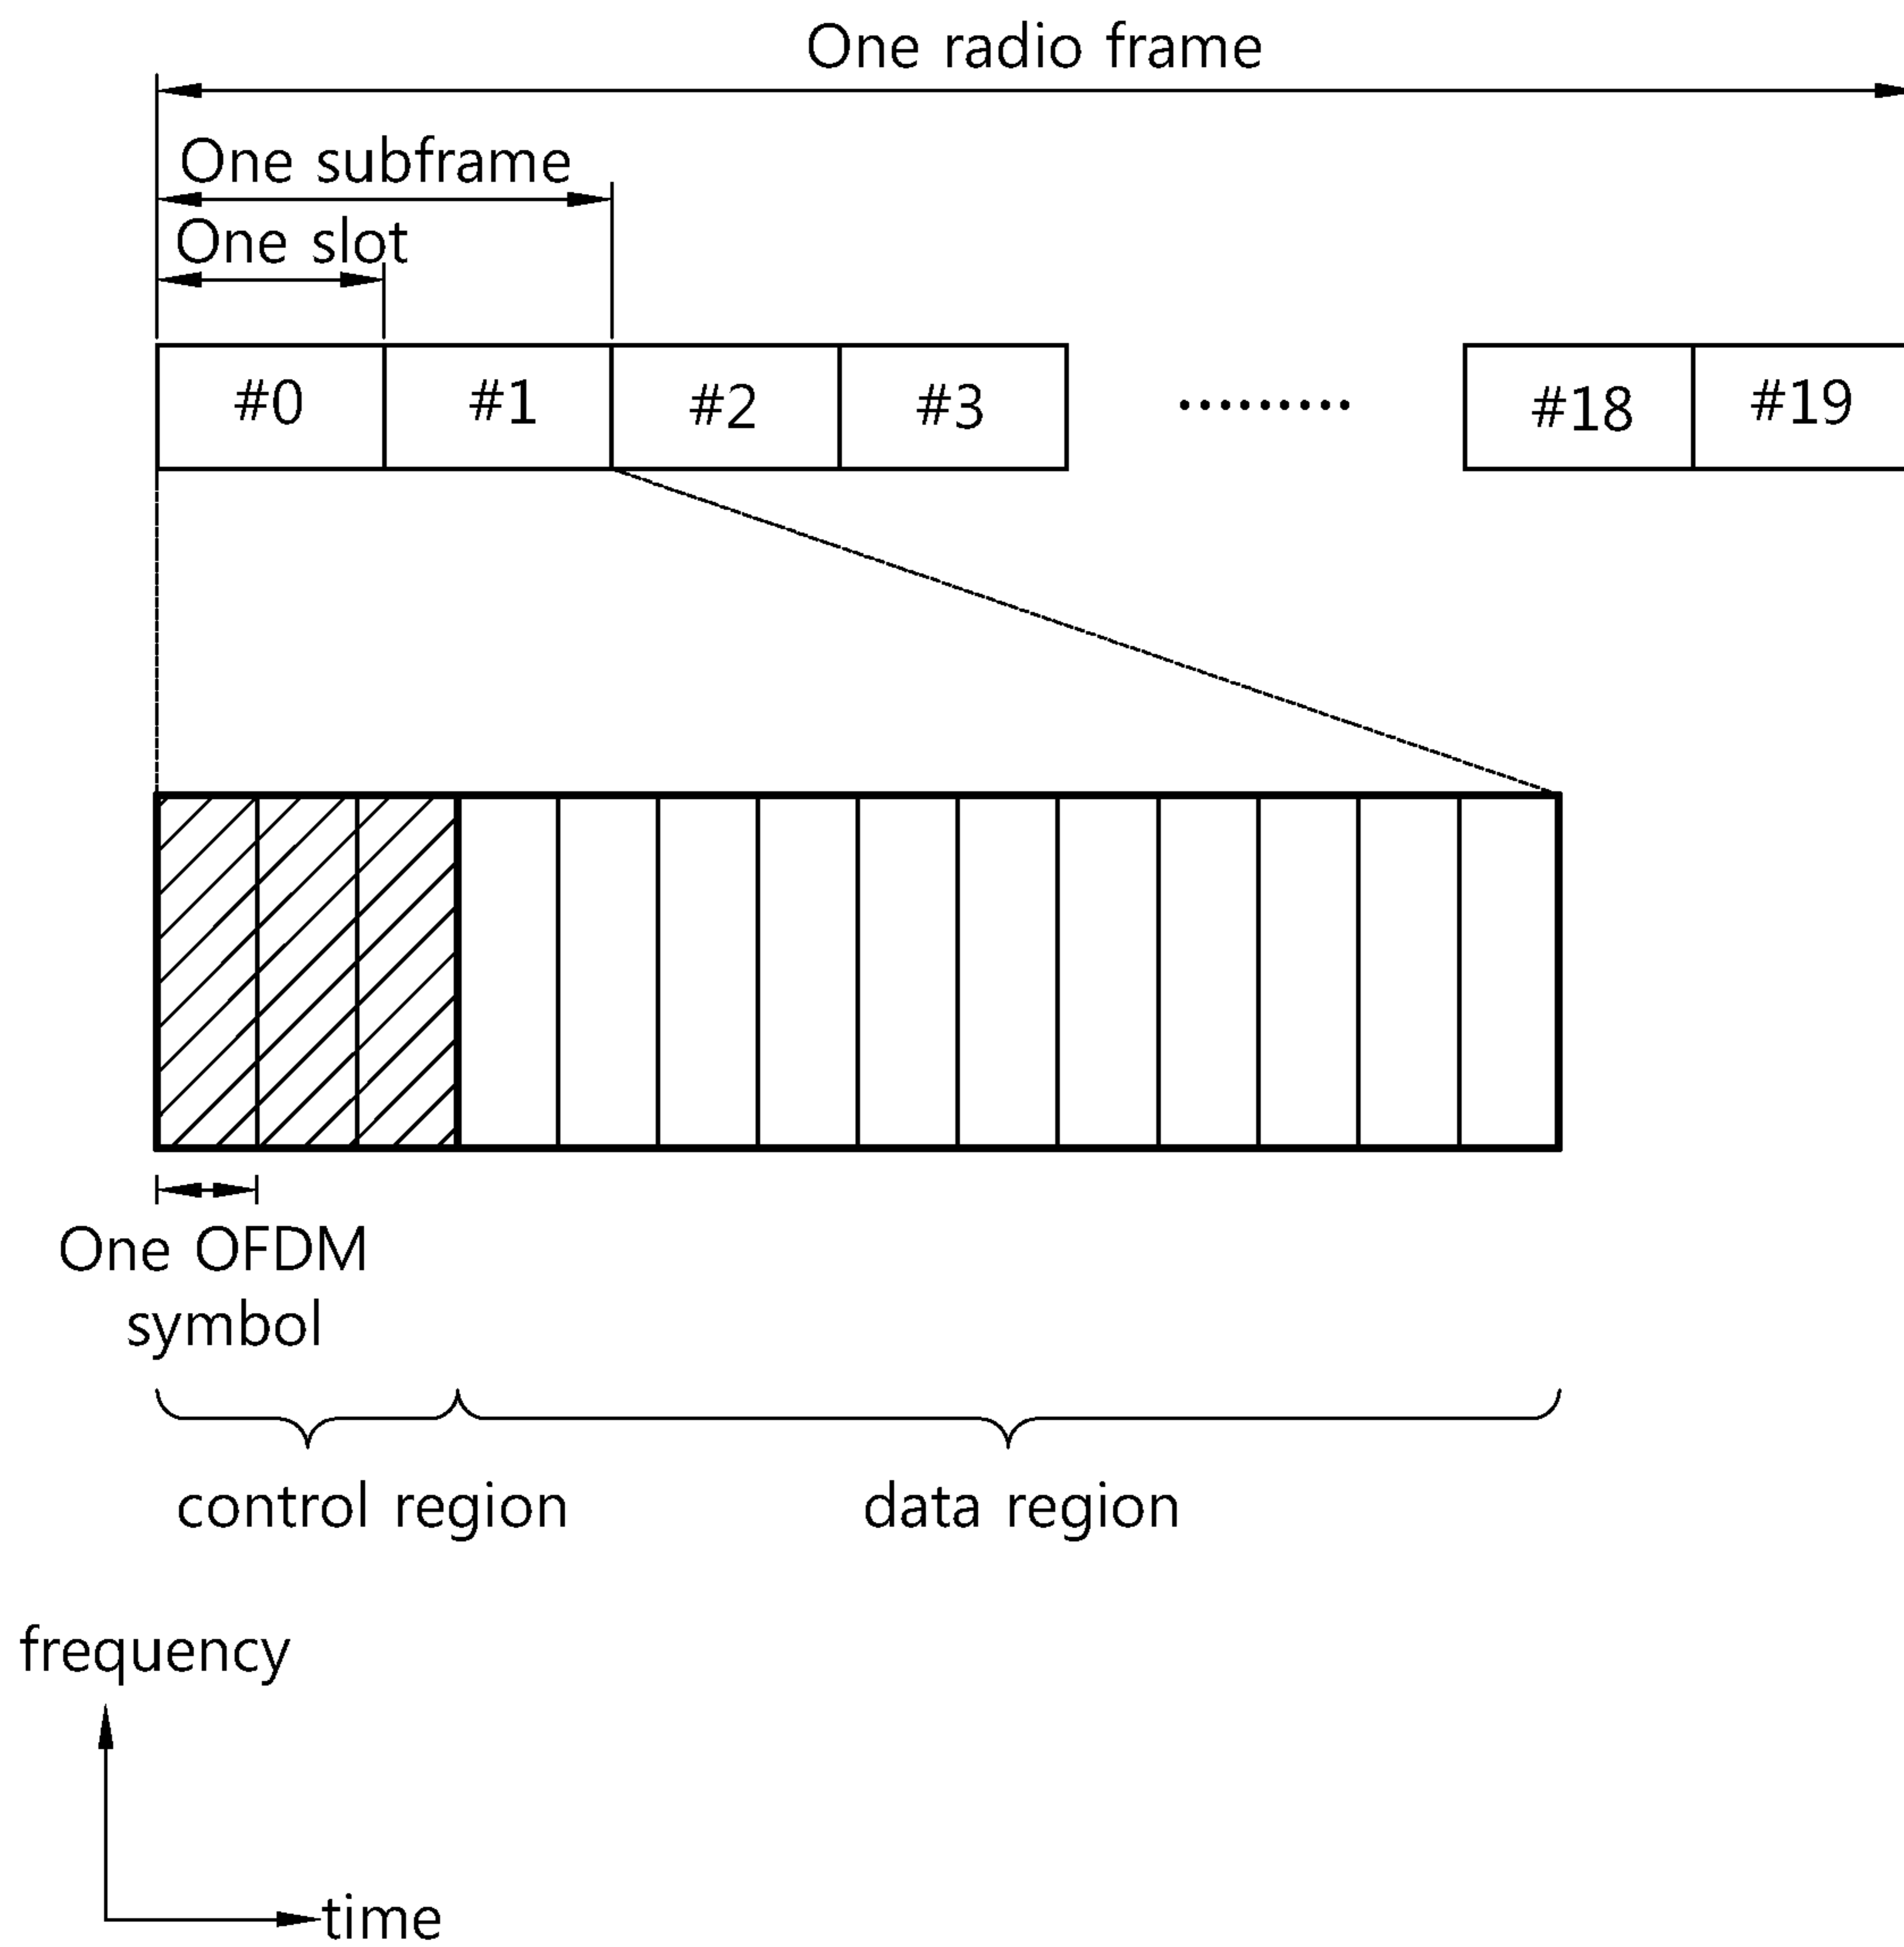 One radio frame
One subframe
One slot
#0 #1 #2 #3 ········· #18 #19
One OFDM
symbol
control region data region
frequency
time